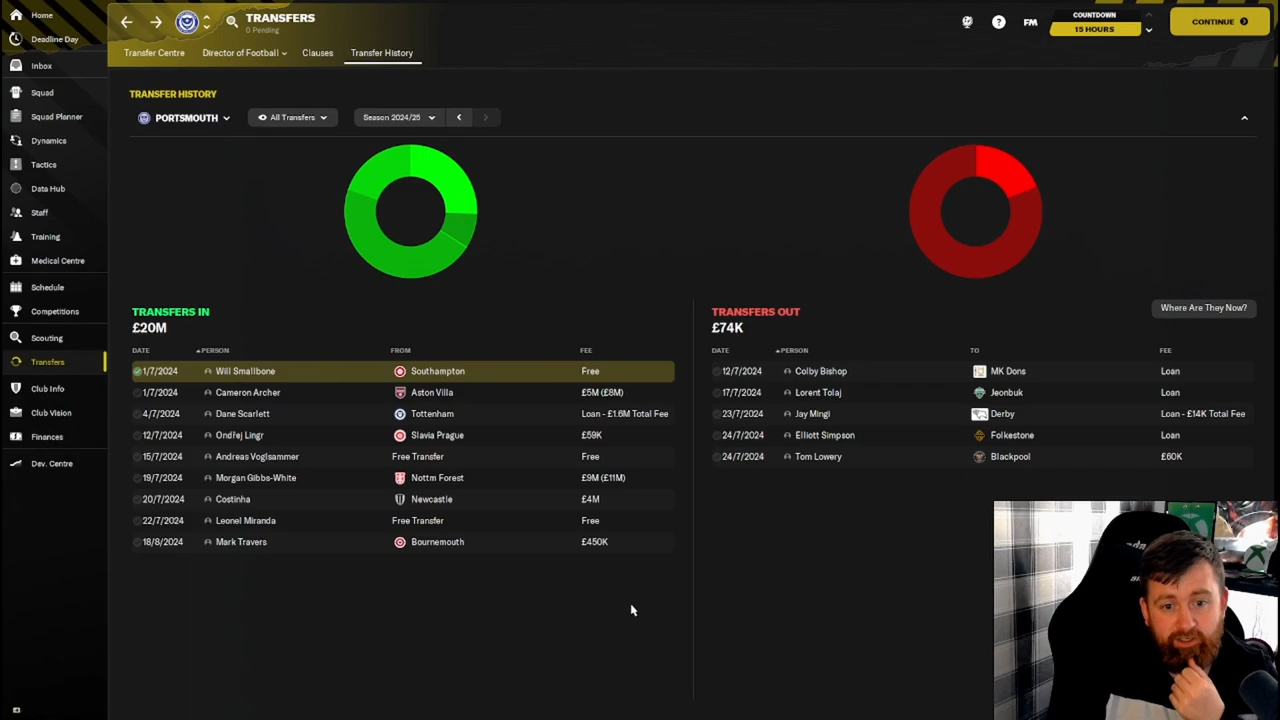 Home
Deadline Day
Inbox
Squad
Squad Planner
Dynamics
Tactics
Data Hub
Staff
Training
Medical Centre
Schedule
Competitions
Scouting
Transfers
Club Info
Club Vision
Finances
Dev. Centre
TRANSFERS
0 Pending
FM
COUNTDOWN
15 HOURS
CONTINUE
Transfer Centre Director of Football Clauses Transfer History
TRANSFER HISTORY
PORTSMOUTH All Transfers Season 2024/25
TRANSFERS IN
£20M
DATE PERSON FROM FEE
1/7/2024 Will Smallbone Southampton Free
1/7/2024 Cameron Archer Aston Villa £5M (£8M)
4/7/2024 Dane Scarlett Tottenham Loan - £1.6M Total Fee
12/7/2024 Ondřej Lingr Slavia Prague £59K
15/7/2024 Andreas Voglsammer Free Transfer Free
19/7/2024 Morgan Gibbs-White Nottm Forest £9M (£11M)
20/7/2024 Costinha Newcastle £4M
22/7/2024 Leonel Miranda Free Transfer Free
18/8/2024 Mark Travers Bournemouth £450K
TRANSFERS OUT
Where Are They Now?
£74K
DATE PERSON TO FEE
12/7/2024 Colby Bishop MK Dons Loan
17/7/2024 Lorent Tolaj Jeonbuk Loan
23/7/2024 Jay Mingi Derby Loan - £14K Total Fee
24/7/2024 Elliott Simpson Folkestone Loan
24/7/2024 Tom Lowery Blackpool £60K